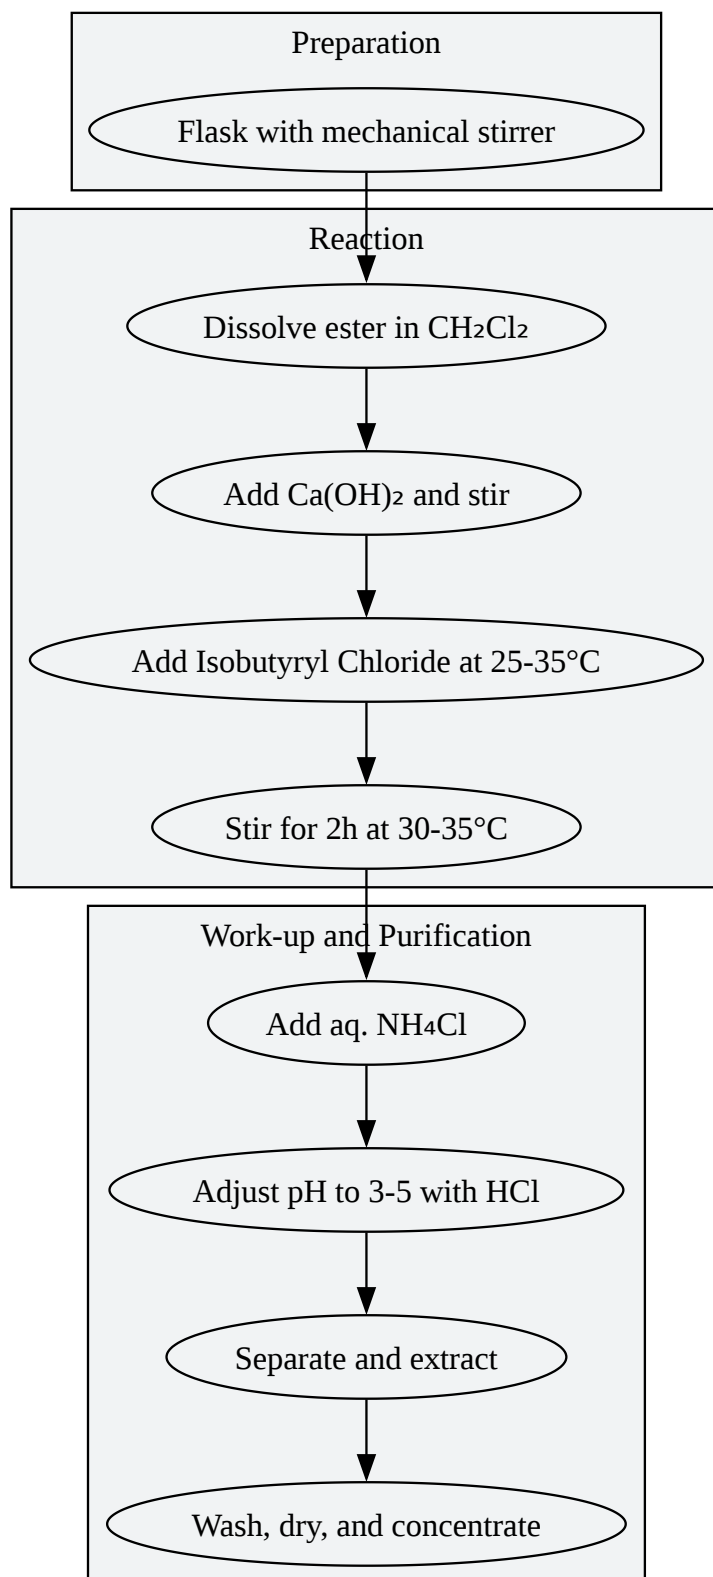 Preparation
Flask with mechanical stirrer
Reaction
Dissolve ester in CH₂Cl₂
Add Ca(OH)₂ and stir
Add Isobutyryl Chloride at 25-35°C
Stir for 2h at 30-35°C
Work-up and Purification
Add aq. NH₄Cl
Adjust pH to 3-5 with HCl
Separate and extract
Wash, dry, and concentrate